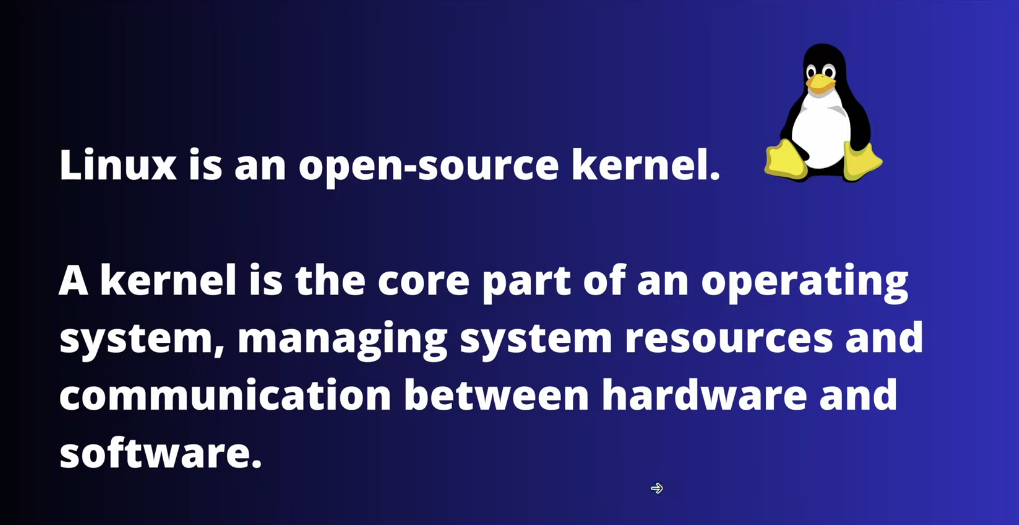 Linux is an open-source kernel.
A kernel is the core part of an operating
system, managing system resources and
communication between hardware and
software.